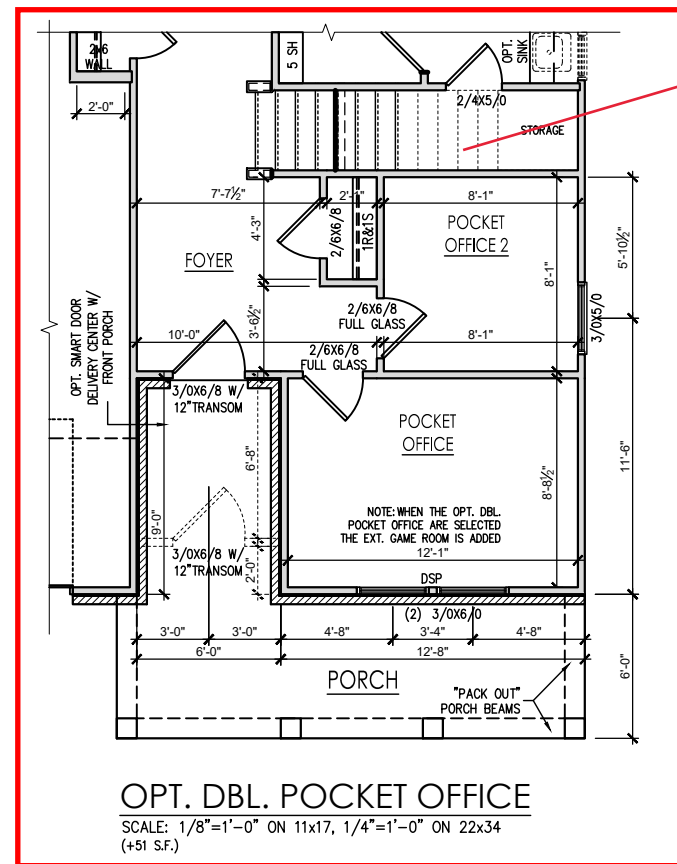 2x6
WALL
5 SH
OPT.
SINK
2'-0"
2/4X5/0
STORAGE
7'-7½"
2'-1"
8'-1"
4'-3"
2/6X6/8
1R&1S
POCKET
OFFICE 2
5'-10½"
FOYER
8'-1"
3'-6½"
2/6X6/8
FULL GLASS
3/0X5/0
10'-0"
8'-1"
2/6X6/8
FULL GLASS
OPT. SMART DOOR
DELIVERY CENTER W/
FRONT PORCH
3/0X6/8 W/
12"TRANSOM
POCKET
OFFICE
6'-8"
8'-8½"
11'-6"
9'-0"
NOTE: WHEN THE OPT. DBL.
POCKET OFFICE ARE SELECTED
THE EXT. GAME ROOM IS ADDED
3/0X6/8 W/
12"TRANSOM
12'-1"
2'-0"
DSP
(2) 3/0X6/0
3'-0"
3'-0"
4'-8"
3'-4"
4'-8"
6'-0"
12'-8"
6'-0"
PORCH
"PACK OUT"
PORCH BEAMS
OPT. DBL. POCKET OFFICE
SCALE: 1/8"=1'-0" ON 11x17, 1/4"=1'-0" ON 22x34
(+51 S.F.)